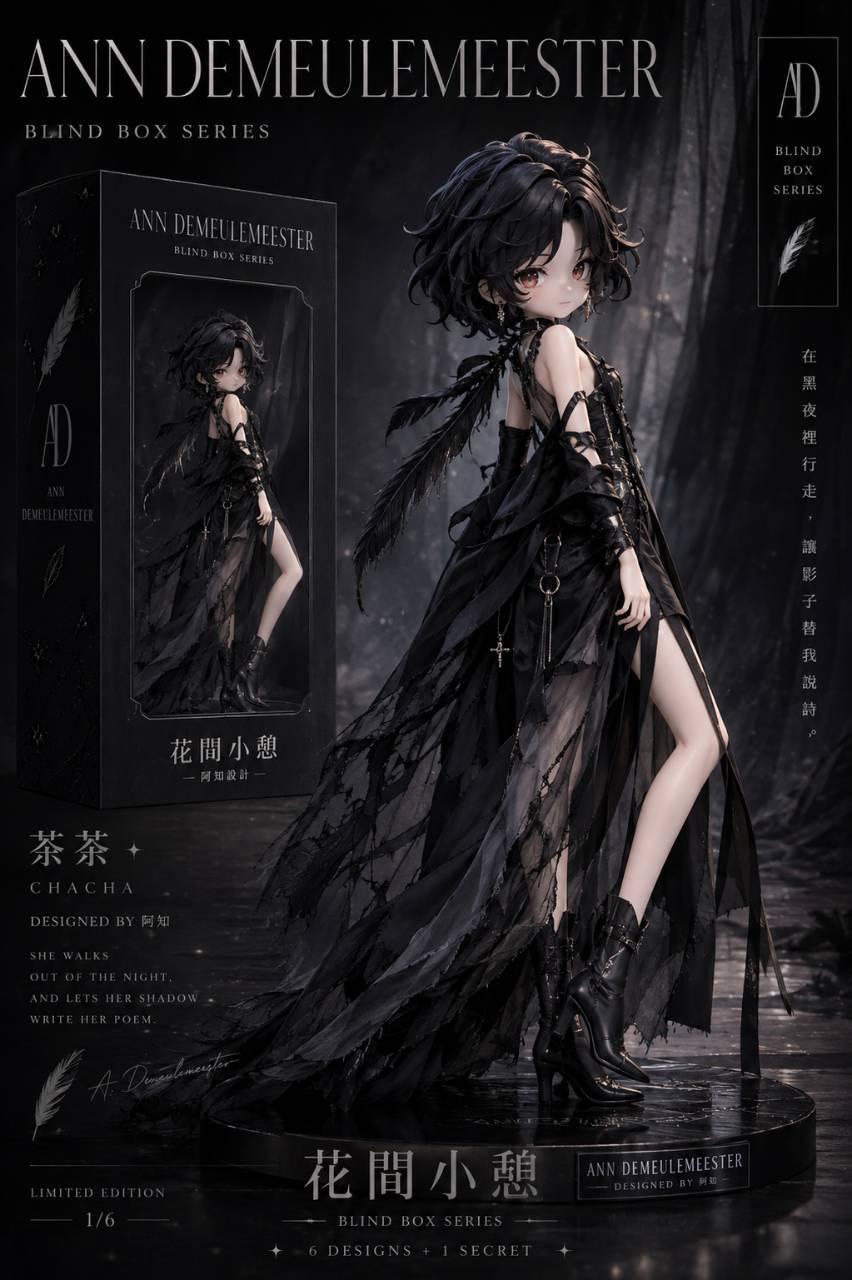 ANN DEMEULEMEESTER
BLIND BOX SERIES
AD
BLIND
BOX
SERIES
ANN DEMEULEMEESTER
BLIND BOX SERIES
AD
ANN
DEMEULEMEESTER
花間小憩
— 阿知設計 —
在黑夜裡行走，讓影子替我說詩。
茶茶
CHACHA
DESIGNED BY 阿知
SHE WALKS
OUT OF THE NIGHT,
AND LETS HER SHADOW
WRITE HER POEM.
A. Demeulemeester
花間小憩
ANN DEMEULEMEESTER
— DESIGNED BY 阿知 —
LIMITED EDITION
1/6
BLIND BOX SERIES
6 DESIGNS + 1 SECRET